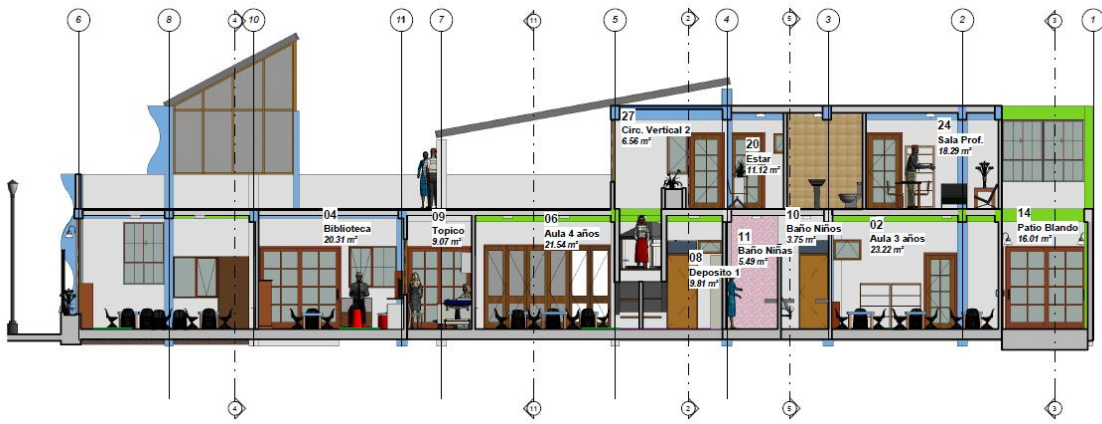 6 8 4 10 11 7 11 5 2 4 5 3 2 3 1
27
Circ. Vertical 2
6.56 m²
20
Estar
11.12 m²
24
Sala Prof.
18.29 m²
04
Biblioteca
20.31 m²
09
Topico
9.07 m²
06
Aula 4 años
21.54 m²
08
Deposito 1
9.81 m²
11
Baño Niñas
5.49 m²
10
Baño Niños
3.75 m²
02
Aula 3 años
23.22 m²
14
Patio Blando
16.01 m²
4 11 2 5 3